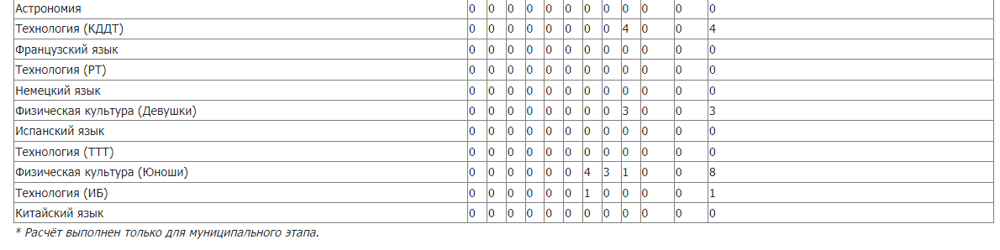 Астрономия 0 0 0 0 0 0 0 0 0 0 0 0
Технология (КДДТ) 0 0 0 0 0 0 0 0 4 0 0 4
Французский язык 0 0 0 0 0 0 0 0 0 0 0 0
Технология (РТ) 0 0 0 0 0 0 0 0 0 0 0 0
Немецкий язык 0 0 0 0 0 0 0 0 0 0 0 0
Физическая культура (Девушки) 0 0 0 0 0 0 0 0 3 0 0 3
Испанский язык 0 0 0 0 0 0 0 0 0 0 0 0
Технология (ТТТ) 0 0 0 0 0 0 0 0 0 0 0 0
Физическая культура (Юноши) 0 0 0 0 0 0 4 3 1 0 0 8
Технология (ИБ) 0 0 0 0 0 0 1 0 0 0 0 1
Китайский язык 0 0 0 0 0 0 0 0 0 0 0 0
* Расчёт выполнен только для муниципального этапа.